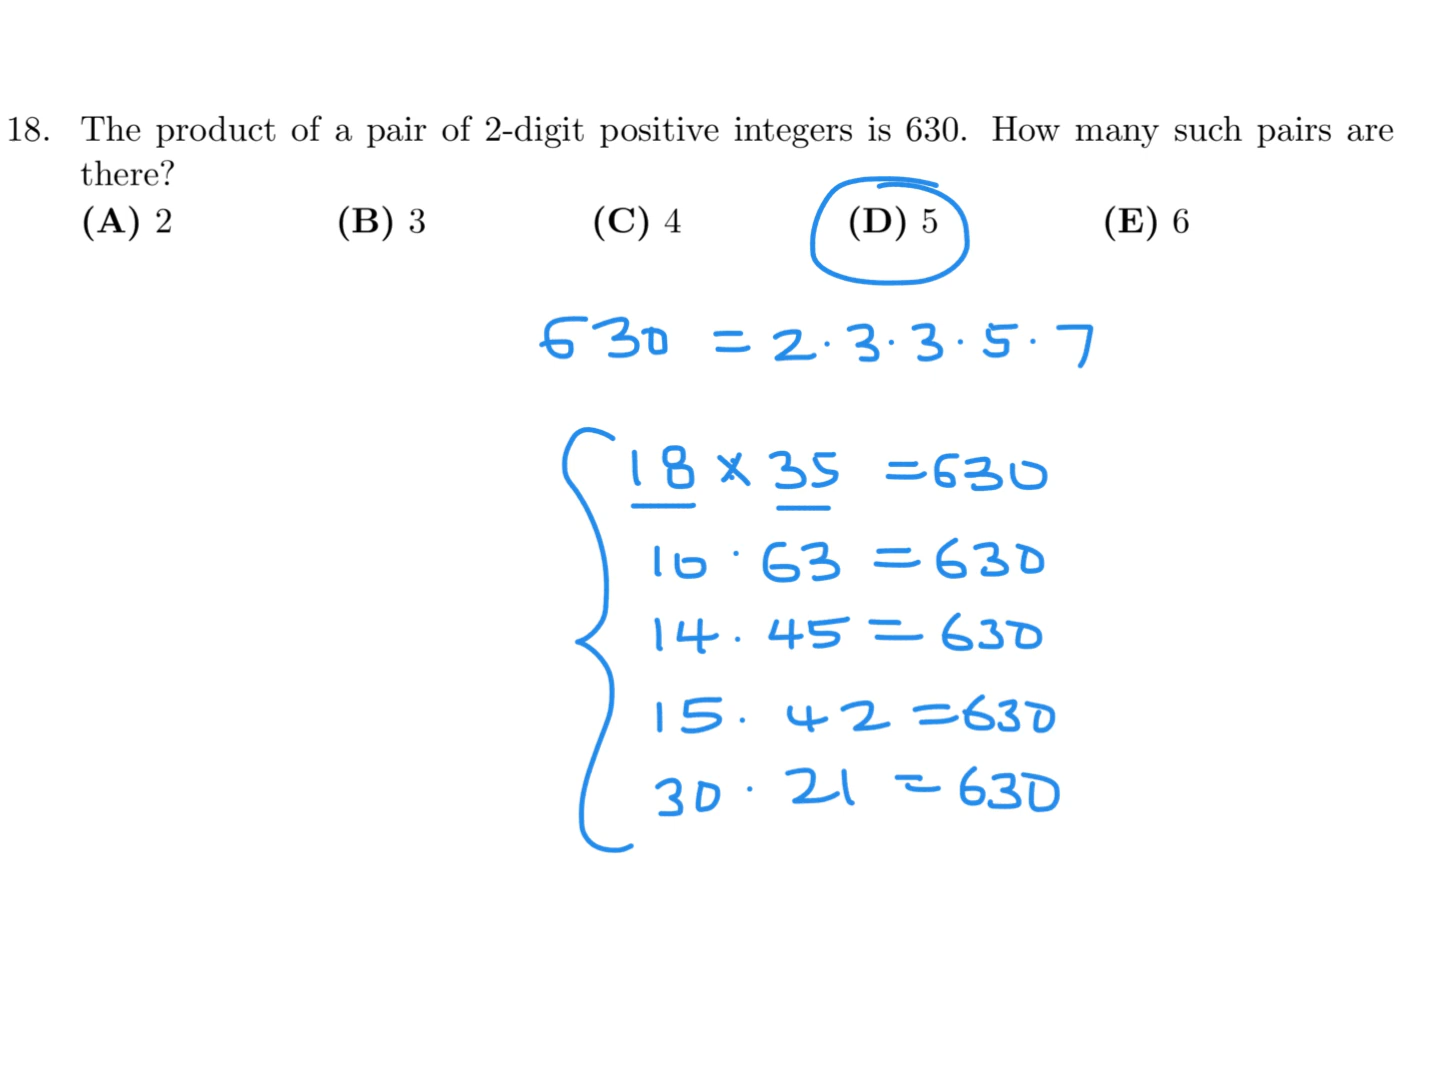 18. The product of a pair of 2-digit positive integers is 630. How many such pairs are
there?
(A) 2 (B) 3 (C) 4 (D) 5 (E) 6
630 = 2·3·3·5·7
18 × 35 = 630
10 · 63 = 630
14 · 45 = 630
15 · 42 = 630
30 · 21 = 630